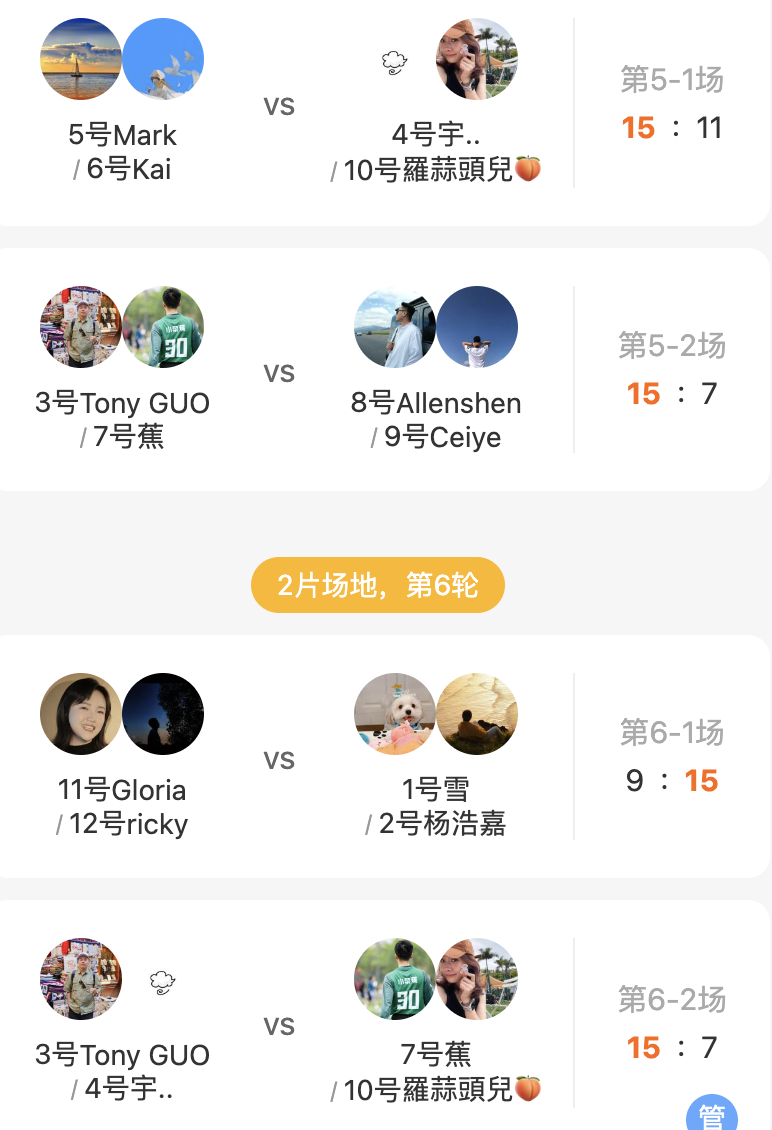 5号Mark
/ 6号Kai
VS
4号宇..
/ 10号羅蒜頭兒🍑
第5-1场
15 : 11
3号Tony GUO
/ 7号蕉
VS
8号Allenshen
/ 9号Ceiye
第5-2场
15 : 7
2片场地，第6轮
11号Gloria
/ 12号ricky
VS
1号雪
/ 2号杨浩嘉
第6-1场
9 : 15
3号Tony GUO
/ 4号宇..
VS
30
7号蕉
/ 10号羅蒜頭兒🍑
第6-2场
15 : 7
管